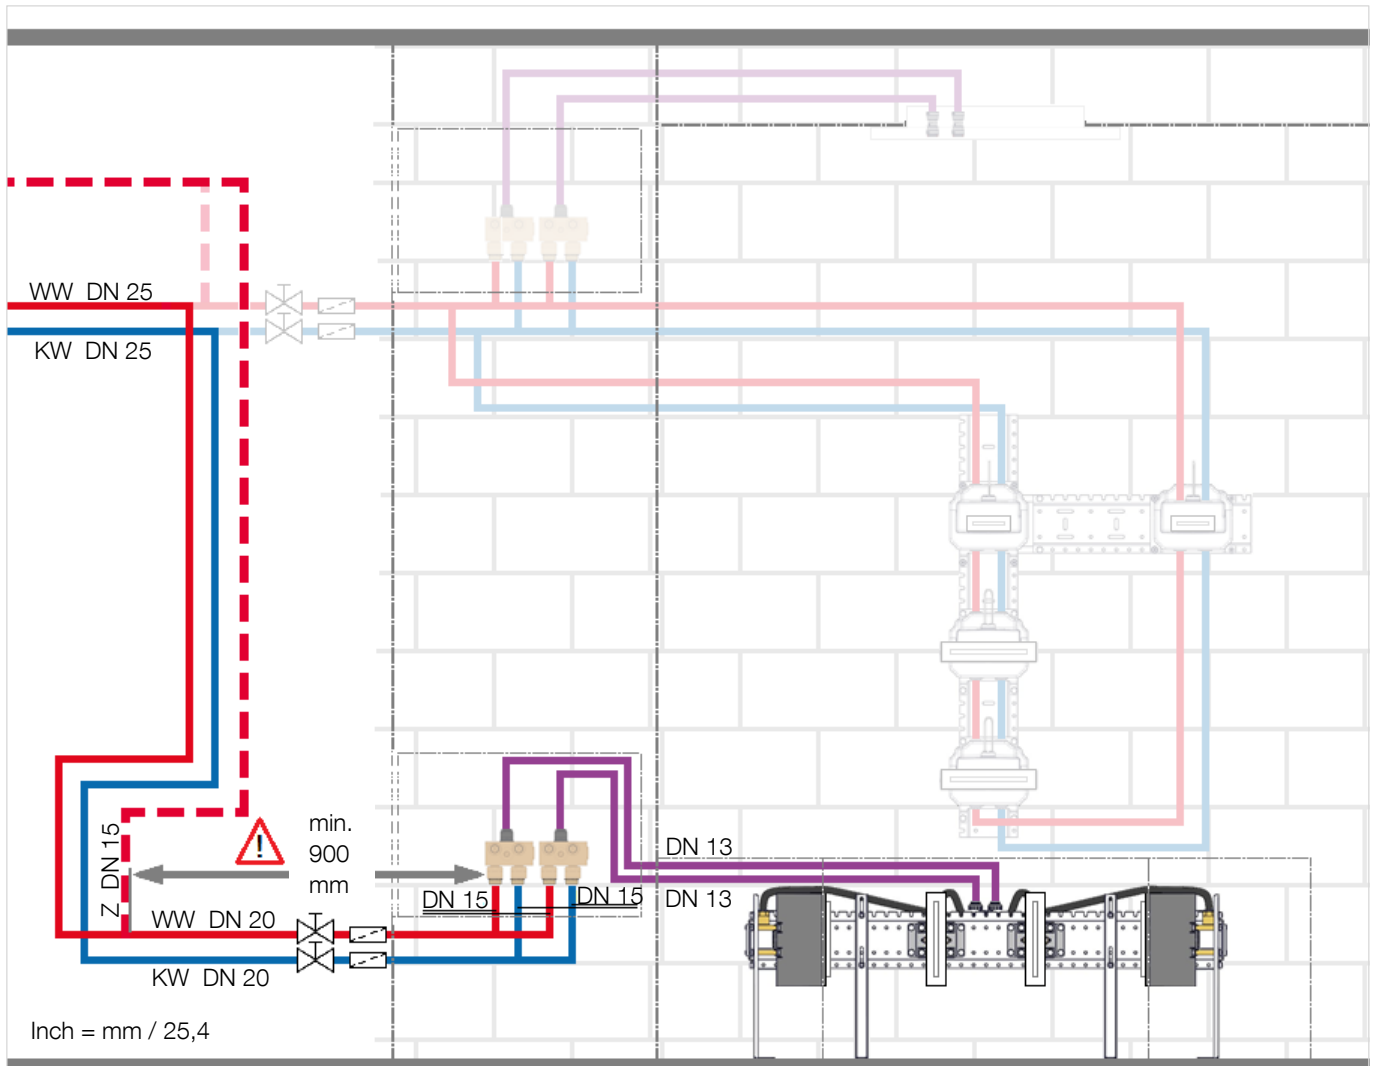 WW DN 25
KW DN 25
Z DN 15
!
min.
900
mm
DN 13
DN 15
DN 15
DN 13
WW DN 20
KW DN 20
Inch = mm / 25,4